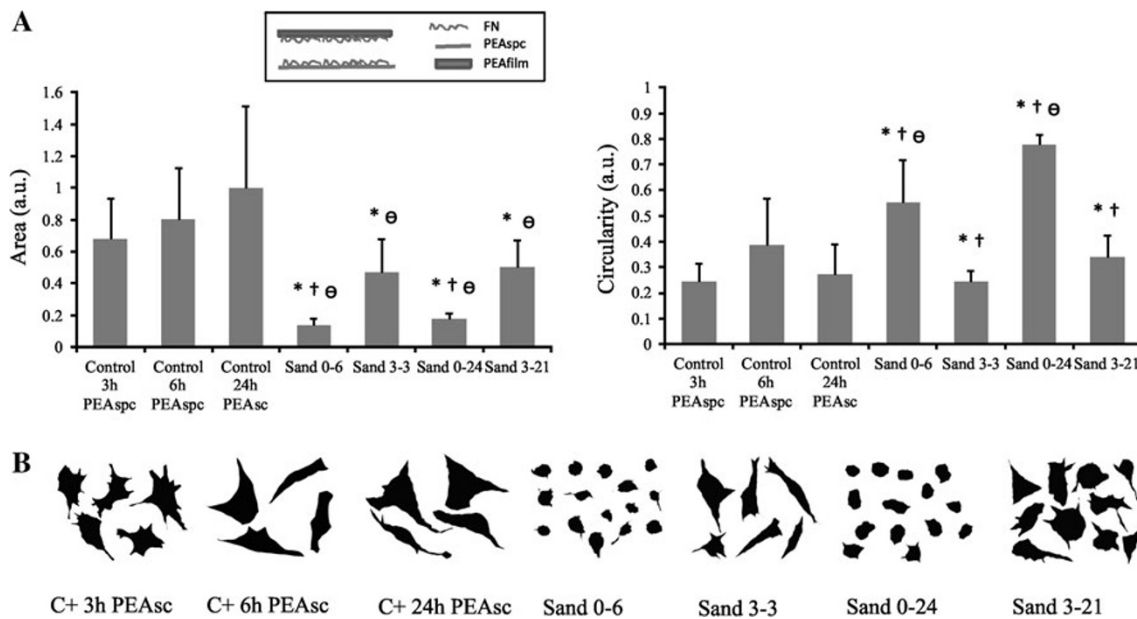 A
FN
PEAspc
PEAfilm
Area (a.u.)
1.6
1.4
1.2
1
0.8
0.6
0.4
0.2
0
* † ɵ
* ɵ
* † ɵ
* ɵ
Control 3h PEAspc
Control 6h PEAspc
Control 24h PEAsc
Sand 0-6
Sand 3-3
Sand 0-24
Sand 3-21
Circularity (a.u.)
1
0.9
0.8
0.7
0.6
0.5
0.4
0.3
0.2
0.1
0
* † ɵ
* †
* † ɵ
* †
Control 3h PEAspc
Control 6h PEAspc
Control 24h PEAsc
Sand 0-6
Sand 3-3
Sand 0-24
Sand 3-21
B
C+ 3h PEAsc
C+ 6h PEAsc
C+ 24h PEAsc
Sand 0-6
Sand 3-3
Sand 0-24
Sand 3-21